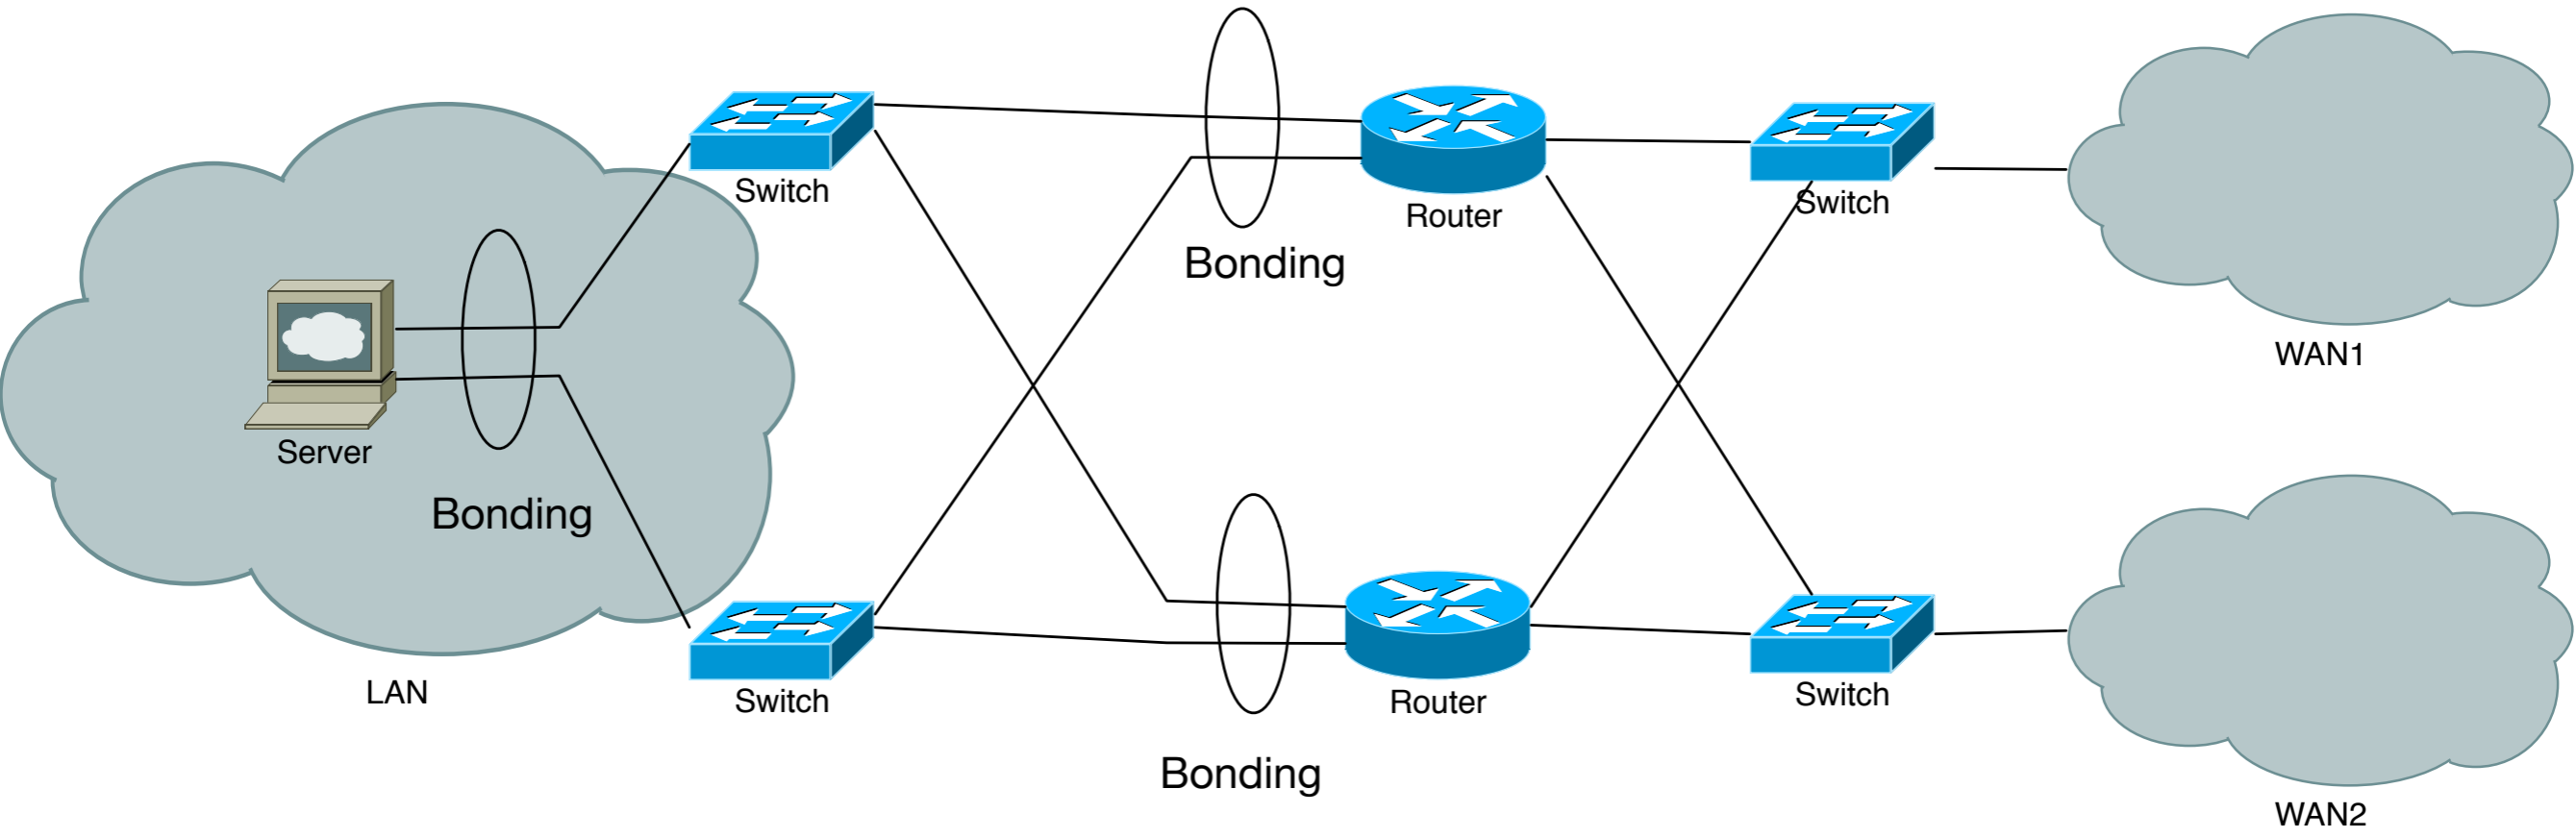 Switch
Router
Switch
Bonding
WAN1
Server
Bonding
LAN
Switch
Router
Switch
Bonding
WAN2